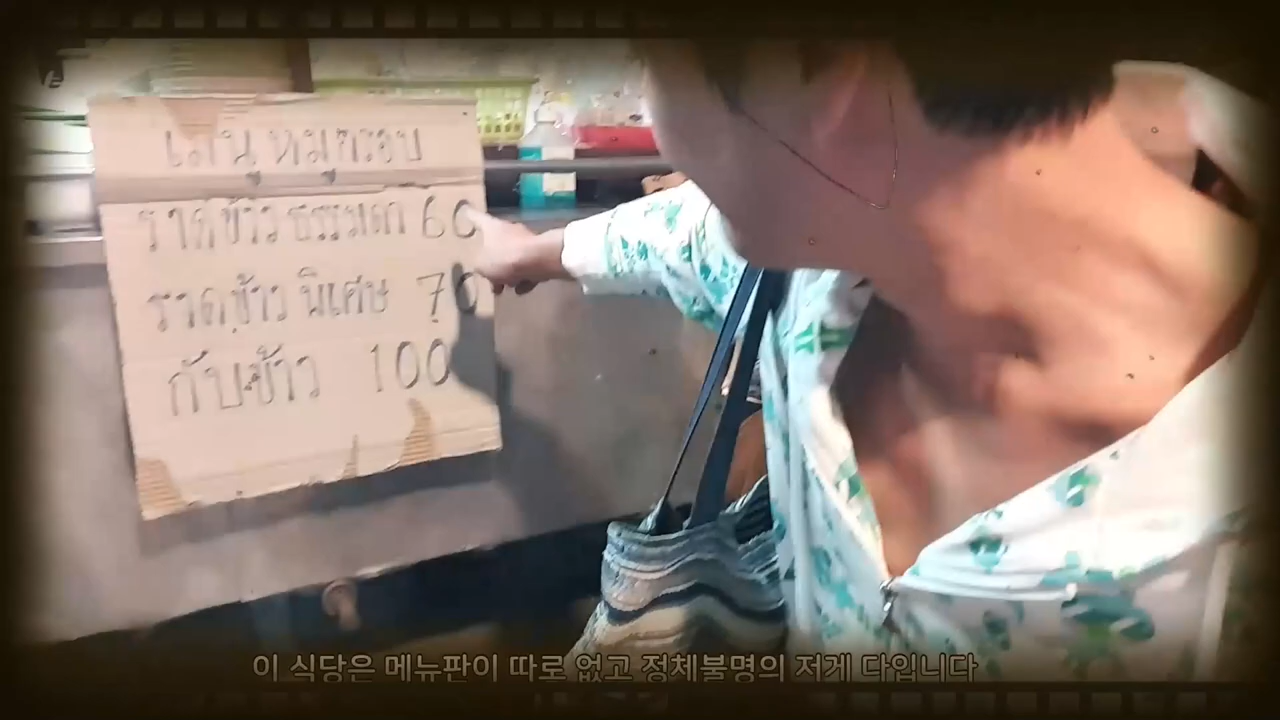 เมนู หมูกรอบ
ราดข้าว ธรรมดา 60
ราดข้าว พิเศษ 70
กับข้าว 100
이 식당은 메뉴판이 따로 없고 정체불명의 저게 다입니다